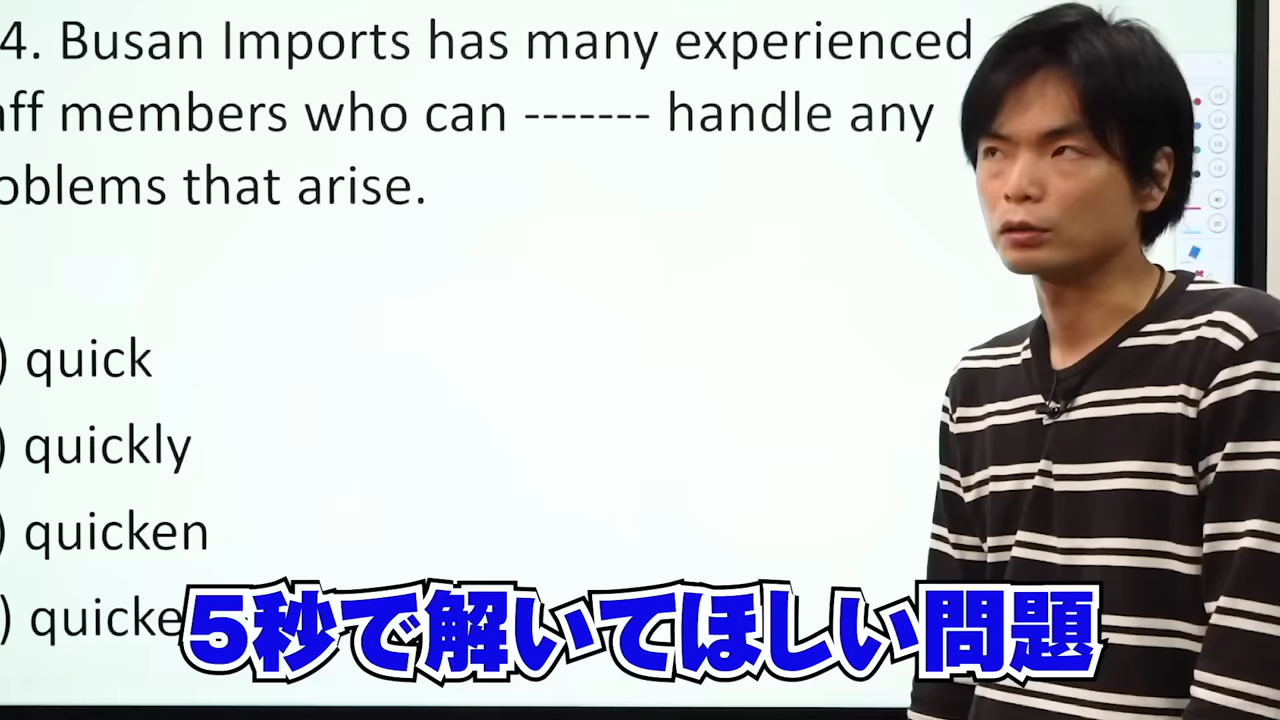 4. Busan Imports has many experienced
aff members who can ------- handle any
oblems that arise.
) quick
) quickly
) quicken
) quicke
5秒で解いてほしい問題